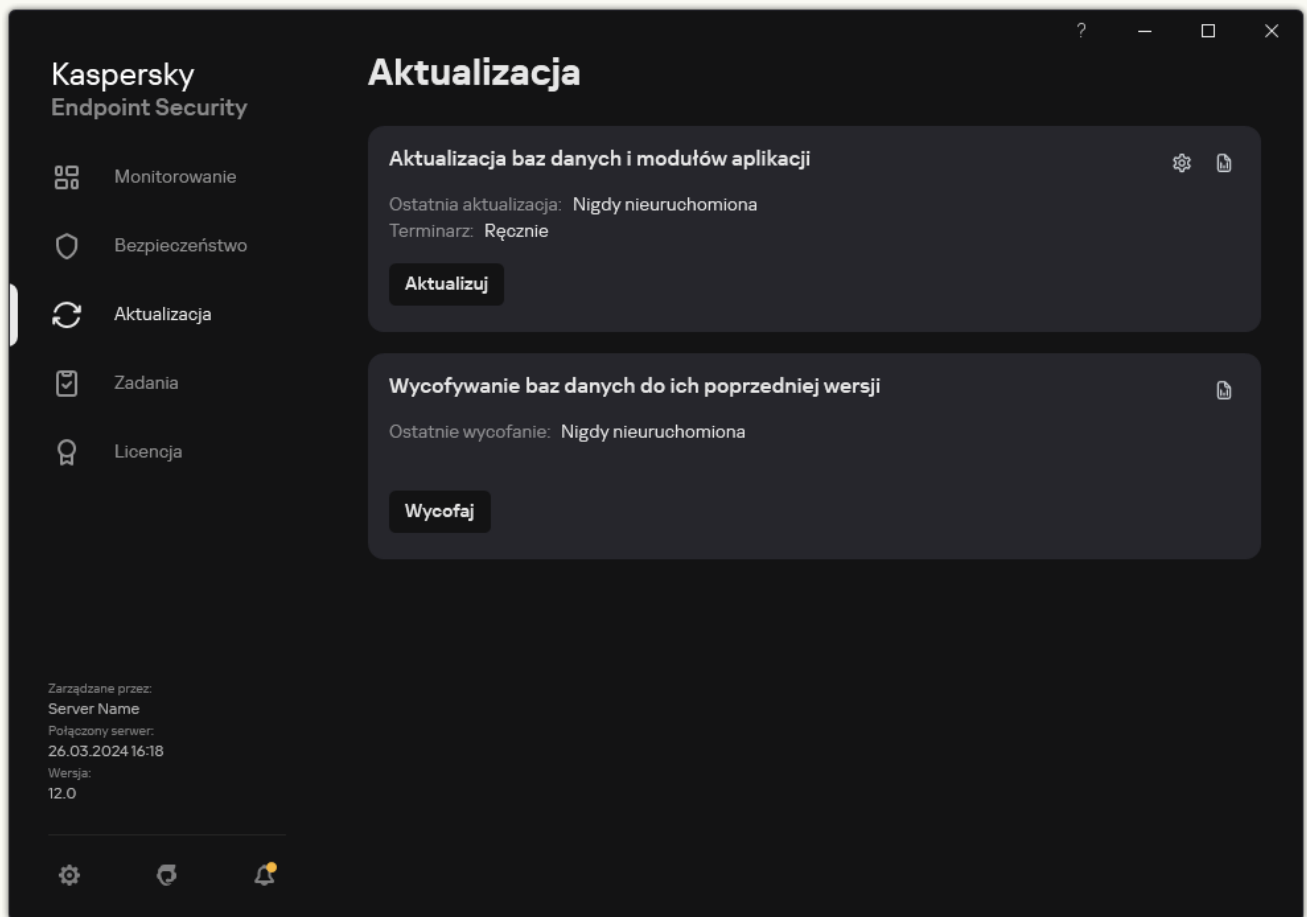 ?
Kaspersky
Endpoint Security
Monitorowanie
Bezpieczeństwo
Aktualizacja
Zadania
Licencja
Zarządzane przez:
Server Name
Połączony serwer:
26.03.2024 16:18
Wersja:
12.0
Aktualizacja
Aktualizacja baz danych i modułów aplikacji
Ostatnia aktualizacja: Nigdy nieuruchomiona
Terminarz: Ręcznie
Aktualizuj
Wycofywanie baz danych do ich poprzedniej wersji
Ostatnie wycofanie: Nigdy nieuruchomiona
Wycofaj